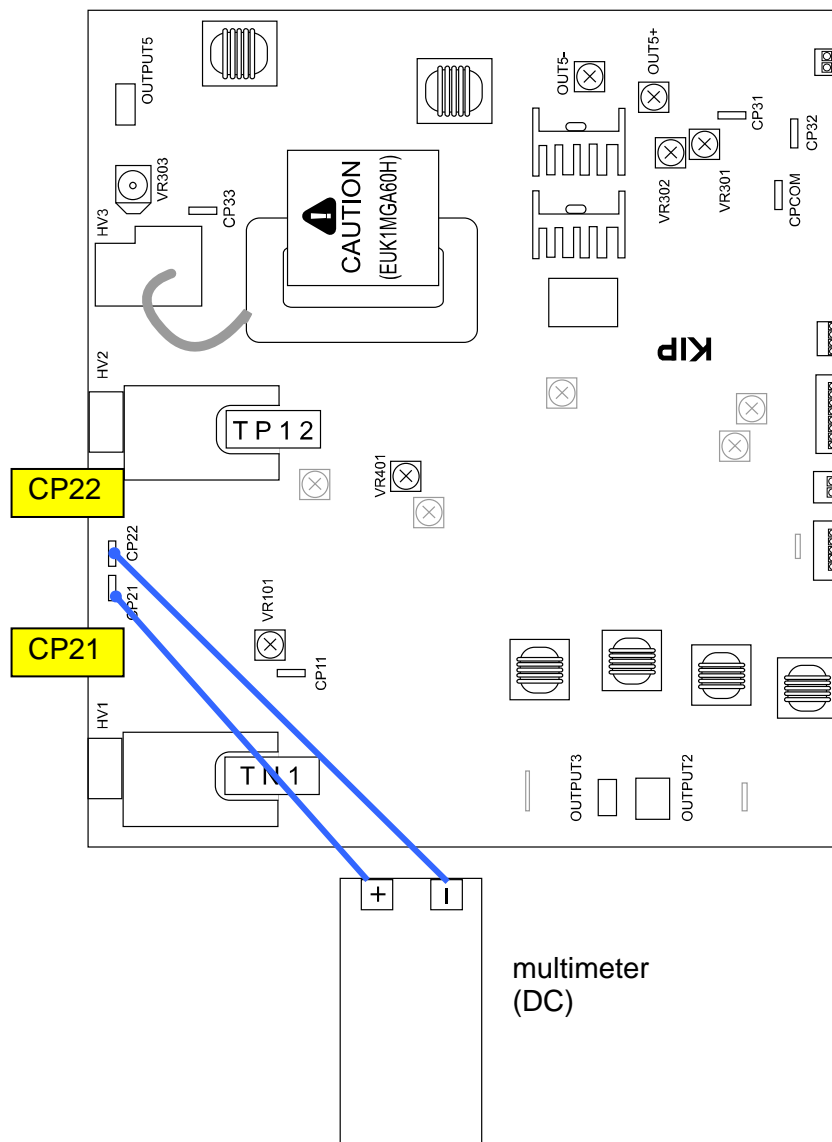 OUTPUT5
OUT5-
OUT5+
CP31
CP32
VR303
CP33
VR302
VR301
CPCOM
HV3
CAUTION
(EUK1MGA60H)
KIP
HV2
TP12
CP22
VR401
CP22
CP21
VR101
CP21
CP11
HV1
TN1
OUTPUT3
OUTPUT2
+
-
multimeter
(DC)